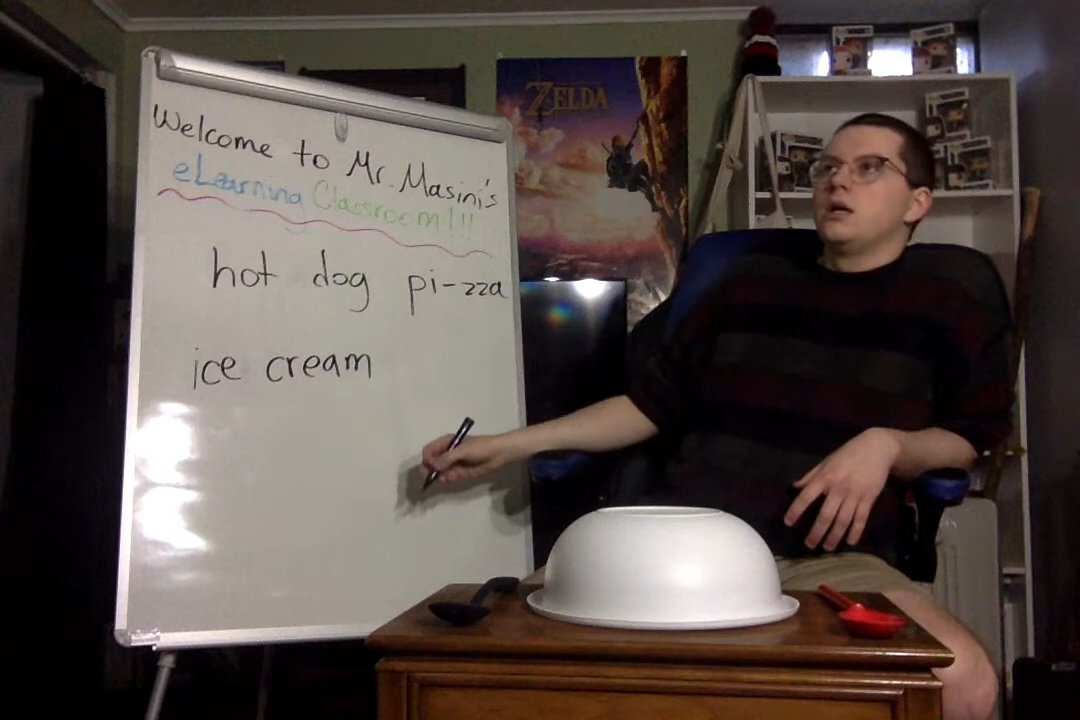 Welcome to Mr. Masini's
eLearning Classroom!!!
hot dog pi-zza
ice cream
ZELDA